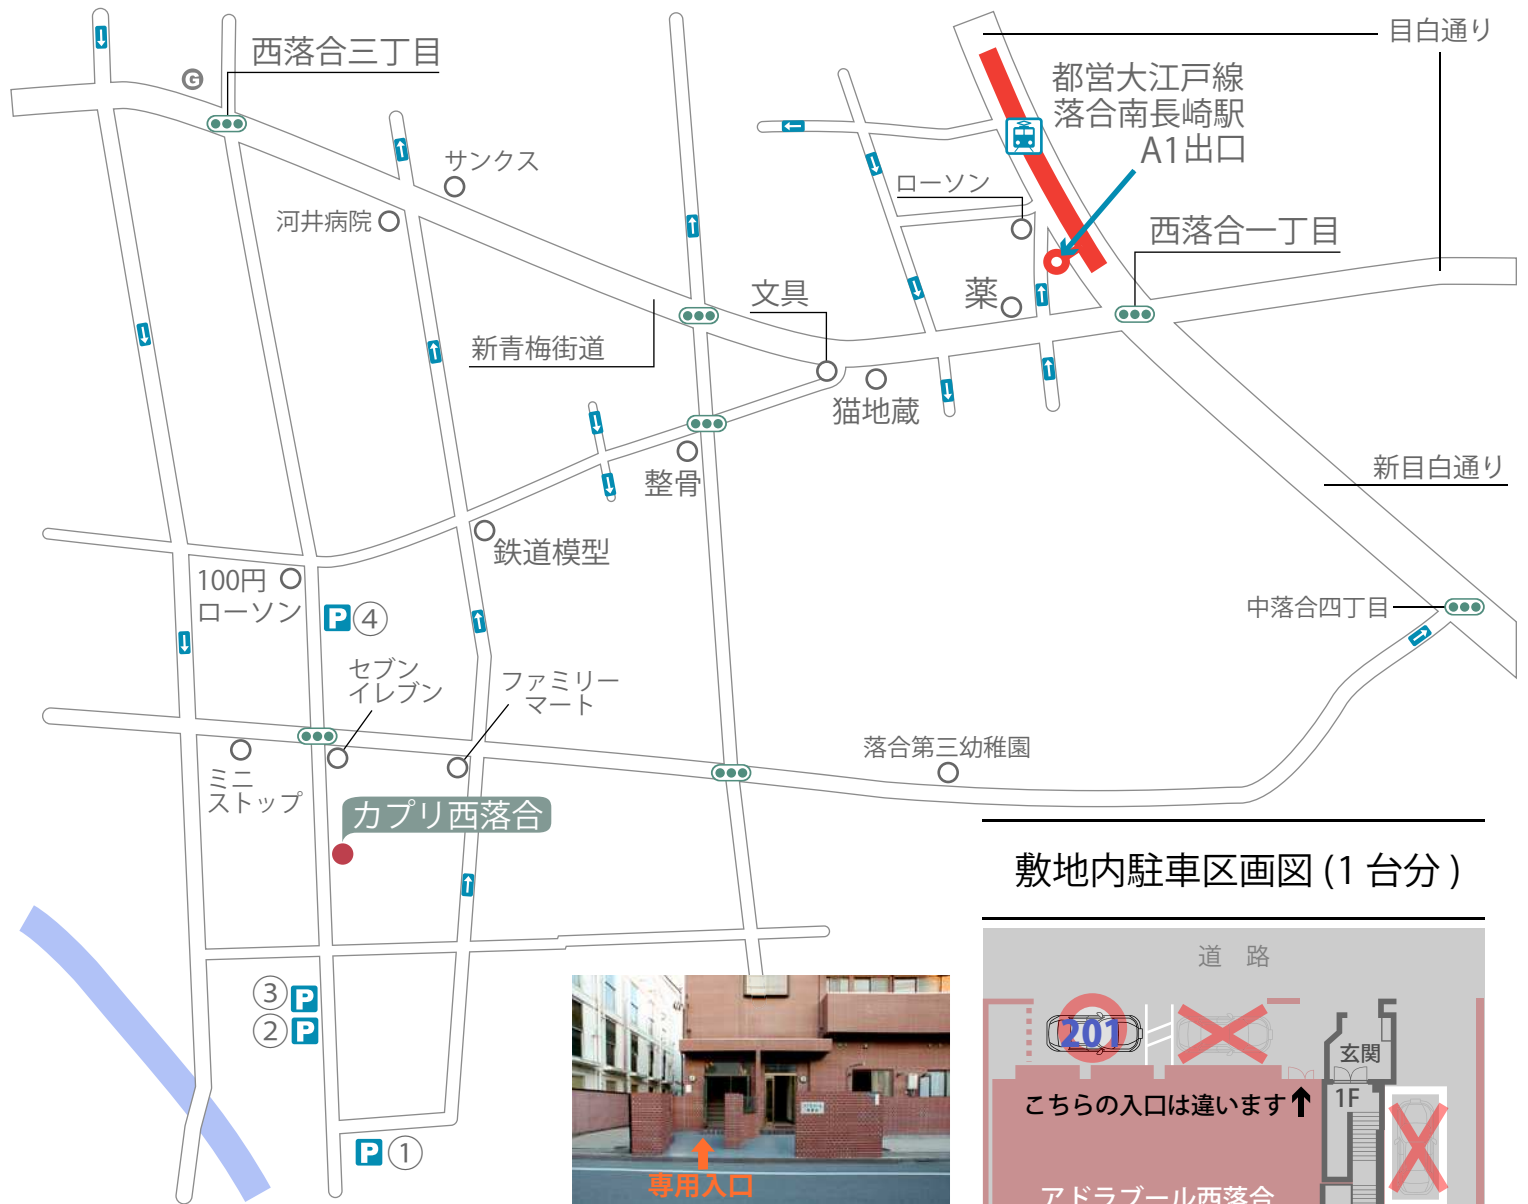 目白通り
西落合三丁目
G
都営大江戸線
落合南長崎駅
A1出口
サンクス
ローソン
河井病院
西落合一丁目
薬
文具
新青梅街道
猫地蔵
新目白通り
整骨
鉄道模型
100円
ローソン
P④
中落合四丁目
セブン
イレブン
ファミリー
マート
落合第三幼稚園
ミニ
ストップ
カプリ西落合
敷地内駐車区画図 (1 台分 )
道 路
③P
②P
201
玄関
1F
こちらの入口は違います
P①
専用入口
アドラブール西落合